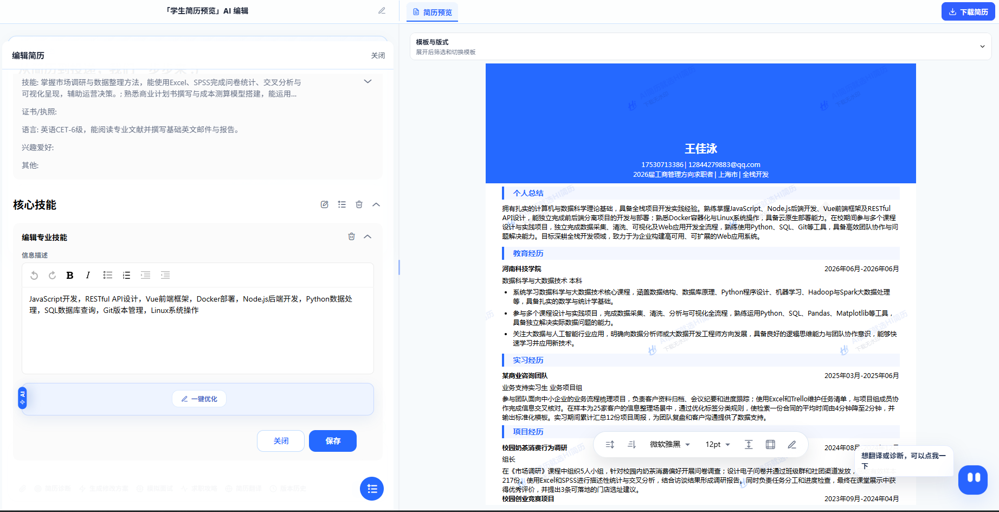 「学生简历预览」AI 编辑
简历预览
下载简历
编辑简历
关闭
技能: 掌握市场调研与数据整理方法，能使用Excel、SPSS完成问卷统计、交叉分析与
可视化呈现，辅助运营决策。; 熟悉商业计划书撰写与成本测算模型搭建，能运用...
证书/执照:
语言: 英语CET-6级，能阅读专业文献并撰写基础英文邮件与报告。
兴趣爱好:
其他:
核心技能
编辑专业技能
信息描述
B I
JavaScript开发，RESTful API设计，Vue前端框架，Docker部署，Node.js后端开发，Python数据处
理，SQL数据库查询，Git版本管理，Linux系统操作
AI
一键优化
关闭
保存
模板与版式
展开后筛选和切换模板
王佳泳
17530713386 | 12844279883@qq.com
2026届工商管理方向求职者 | 上海市 | 全栈开发
个人总结
拥有扎实的计算机与数据科学理论基础，具备全栈项目开发实践经验。熟练掌握JavaScript、Node.js后端开发、Vue前端框架及RESTful
API设计，能独立完成前后端分离项目的开发与部署；熟悉Docker容器化与Linux系统操作，具备云原生部署能力。在校期间参与多个课程
设计与实践项目，独立完成数据采集、清洗、可视化及Web应用开发全流程，熟练使用Python、SQL、Git等工具，具备高效团队协作与问
题解决能力。目标深耕全栈开发领域，致力于为企业构建高可用、可扩展的Web应用系统。
教育经历
河南科技学院 2026年06月-2026年06月
数据科学与大数据技术 本科
• 系统学习数据科学与大数据技术核心课程，涵盖数据结构、数据库原理、Python程序设计、机器学习、Hadoop与Spark大数据处理
等，具备扎实的数学与统计学基础。
• 参与多个课程设计与实践项目，完成数据采集、清洗、分析与可视化全流程，熟练运用Python、SQL、Pandas、Matplotlib等工具，
具备独立解决实际数据问题的能力。
• 关注大数据与人工智能行业应用，明确向数据分析师或大数据开发工程师方向发展，具备良好的逻辑思维能力与团队协作意识，能够快
速学习并应用新技术。
实习经历
某商业咨询团队 2025年03月-2025年06月
业务支持实习生 业务项目组
参与团队面向中小企业的业务流程梳理项目，负责客户资料归档、会议纪要和进度跟踪；使用Excel和Trello维护任务清单，与项目组成员协
作完成信息交叉核对。在样本为25家客户的信息整理场景中，通过优化标签分类规则，使检索一份合同的平均时间由4分钟降至2分钟，并
输出标准化模板。实习期间累计汇总12份项目周报，为团队复盘和客户沟通提供了数据支持。
项目经历
校园奶茶消费行为调研 2024年08月
组长
在《市场调研》课程中组织5人小组，针对校园内奶茶消费偏好开展问卷调查；设计电子问卷并通过班级群和社团渠道发放，
217份。使用Excel和SPSS进行描述性统计与交叉分析，结合访谈结果形成调研报告。同时负责任务分工和进度检查，最终在课堂展示中获
得优秀评价，并提出3条可落地的门店选址建议。
校园创业竞赛项目 2023年09月-2024年04月
微软雅黑 12pt
想翻译或诊断，可以点我一
下